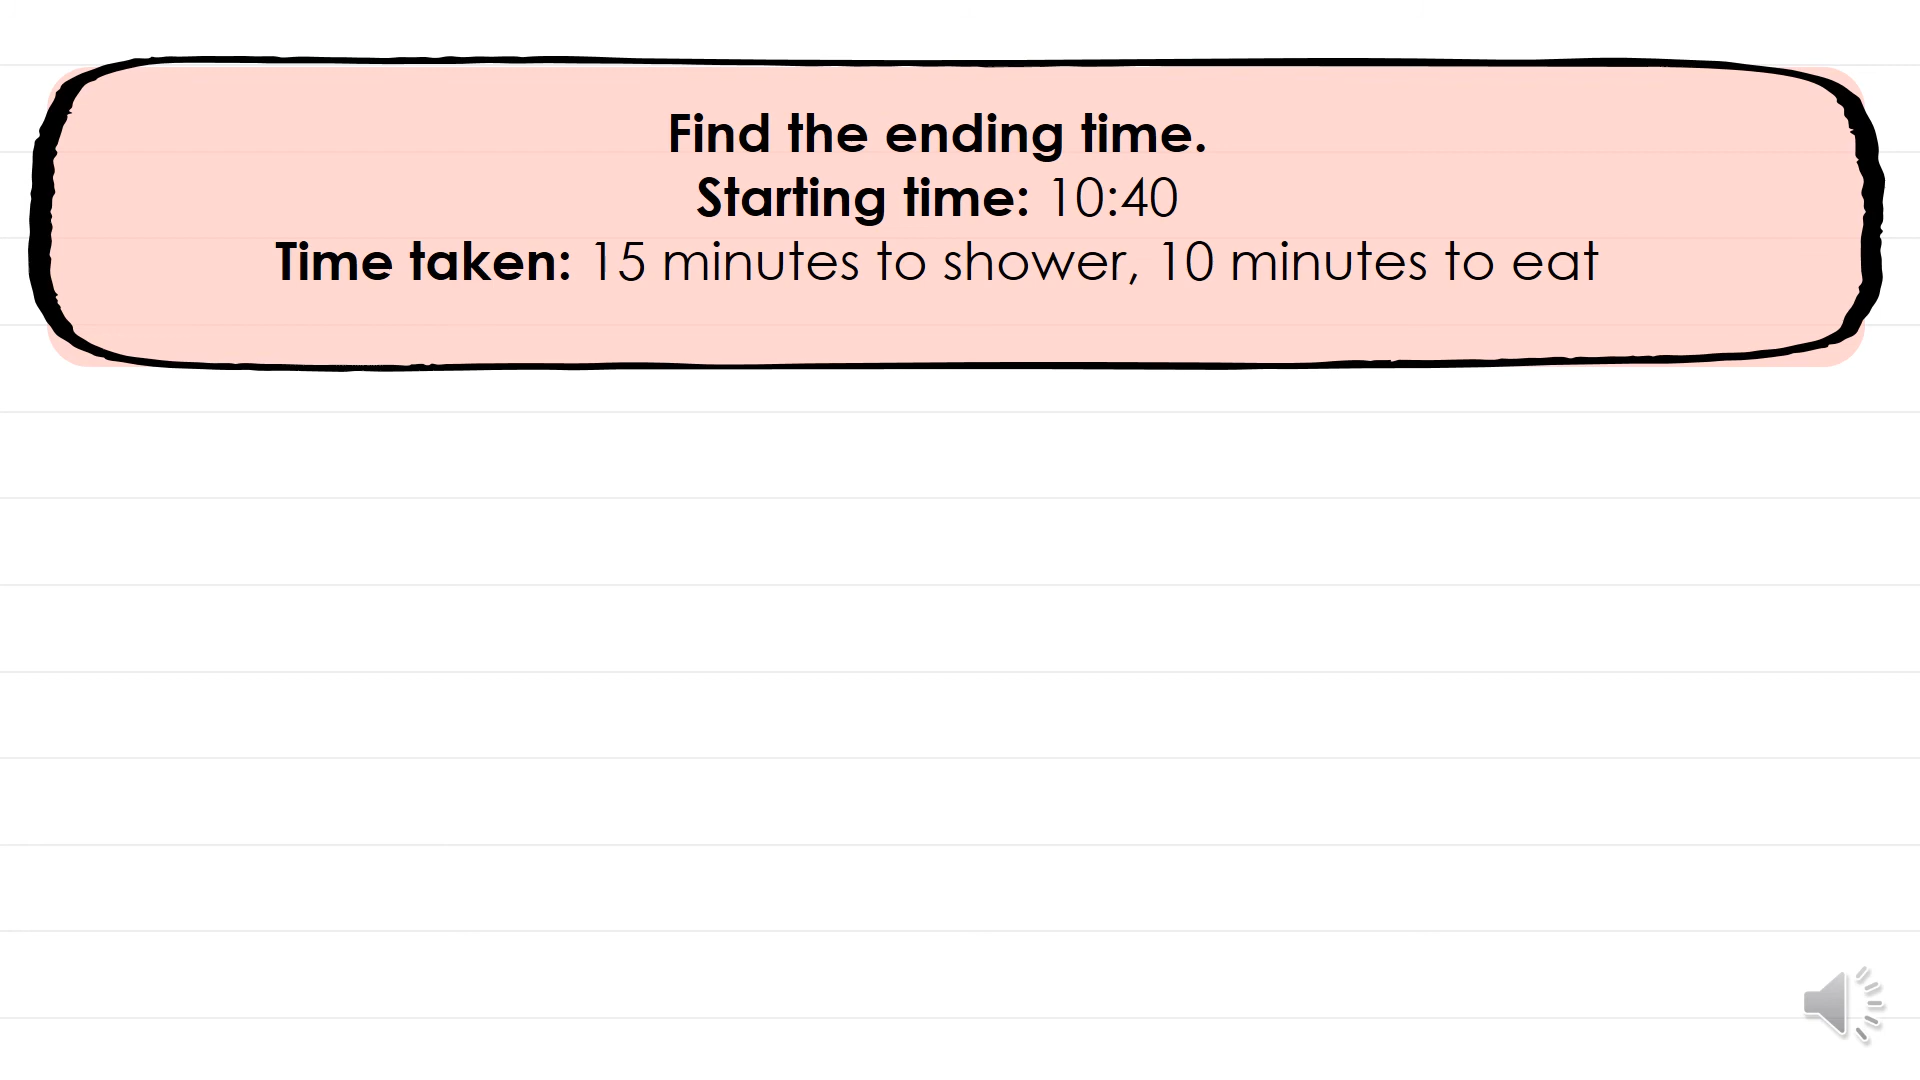 Find the ending time.
Starting time: 10:40
Time taken: 15 minutes to shower, 10 minutes to eat